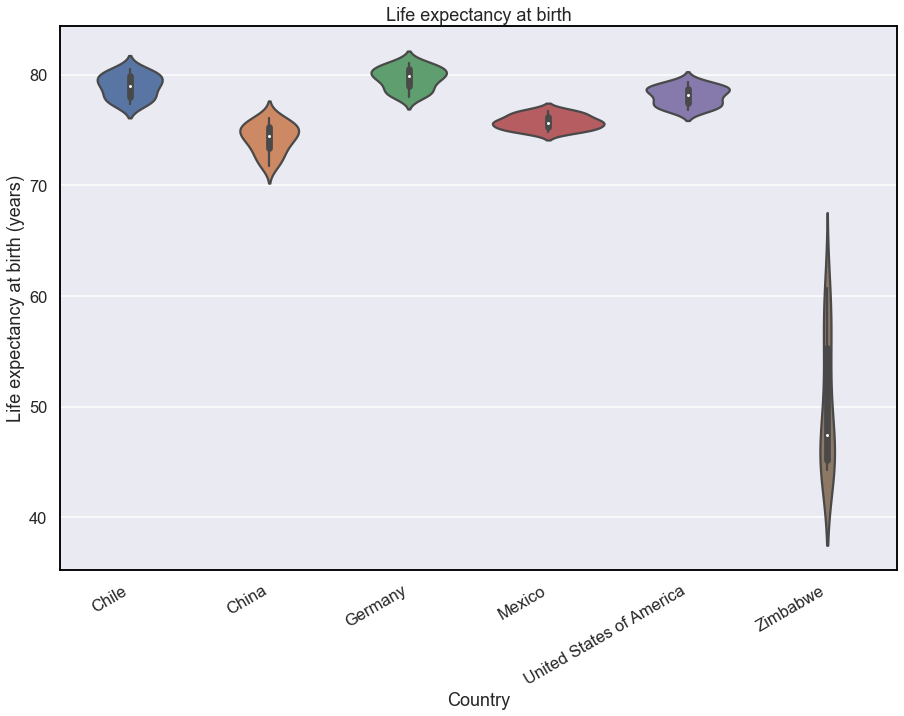 Life expectancy at birth
Life expectancy at birth (years)
80
70
60
50
40
Chile
China
Germany
Mexico
United States of America
Zimbabwe
Country